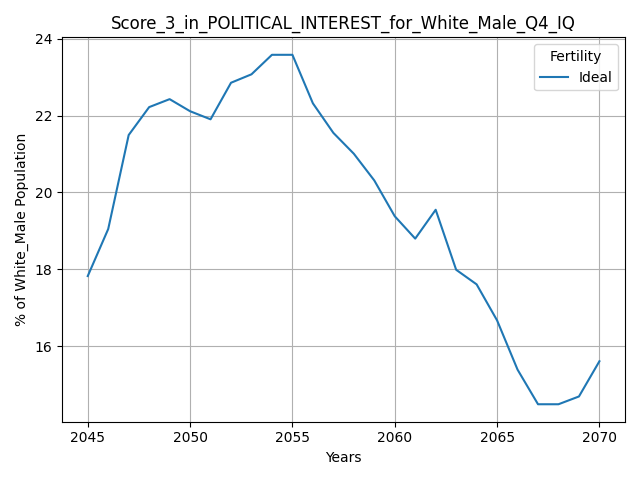 Score_3_in_POLITICAL_INTEREST_for_White_Male_Q4_IQ
Fertility
Ideal
% of White_Male Population
24
22
20
18
16
2045 2050 2055 2060 2065 2070
Years